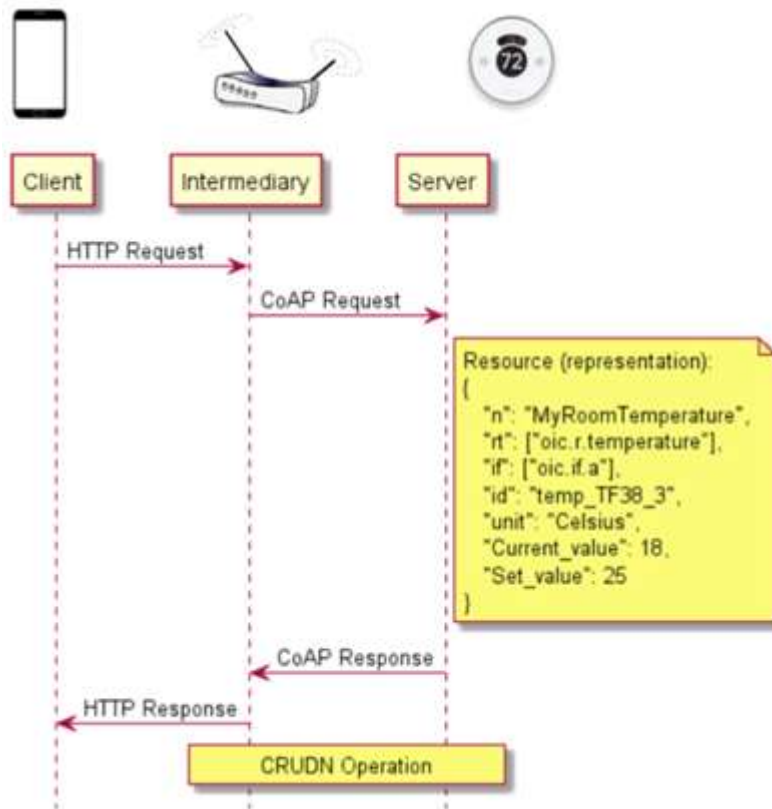 72
Client
Intermediary
Server
HTTP Request
CoAP Request
Resource (representation):
{
"n": "MyRoomTemperature",
"rt": ["oic.r.temperature"],
"if": ["oic.if.a"],
"id": "temp_TF38_3",
"unit": "Celsius",
"Current_value": 18,
"Set_value": 25
}
CoAP Response
HTTP Response
CRUDN Operation